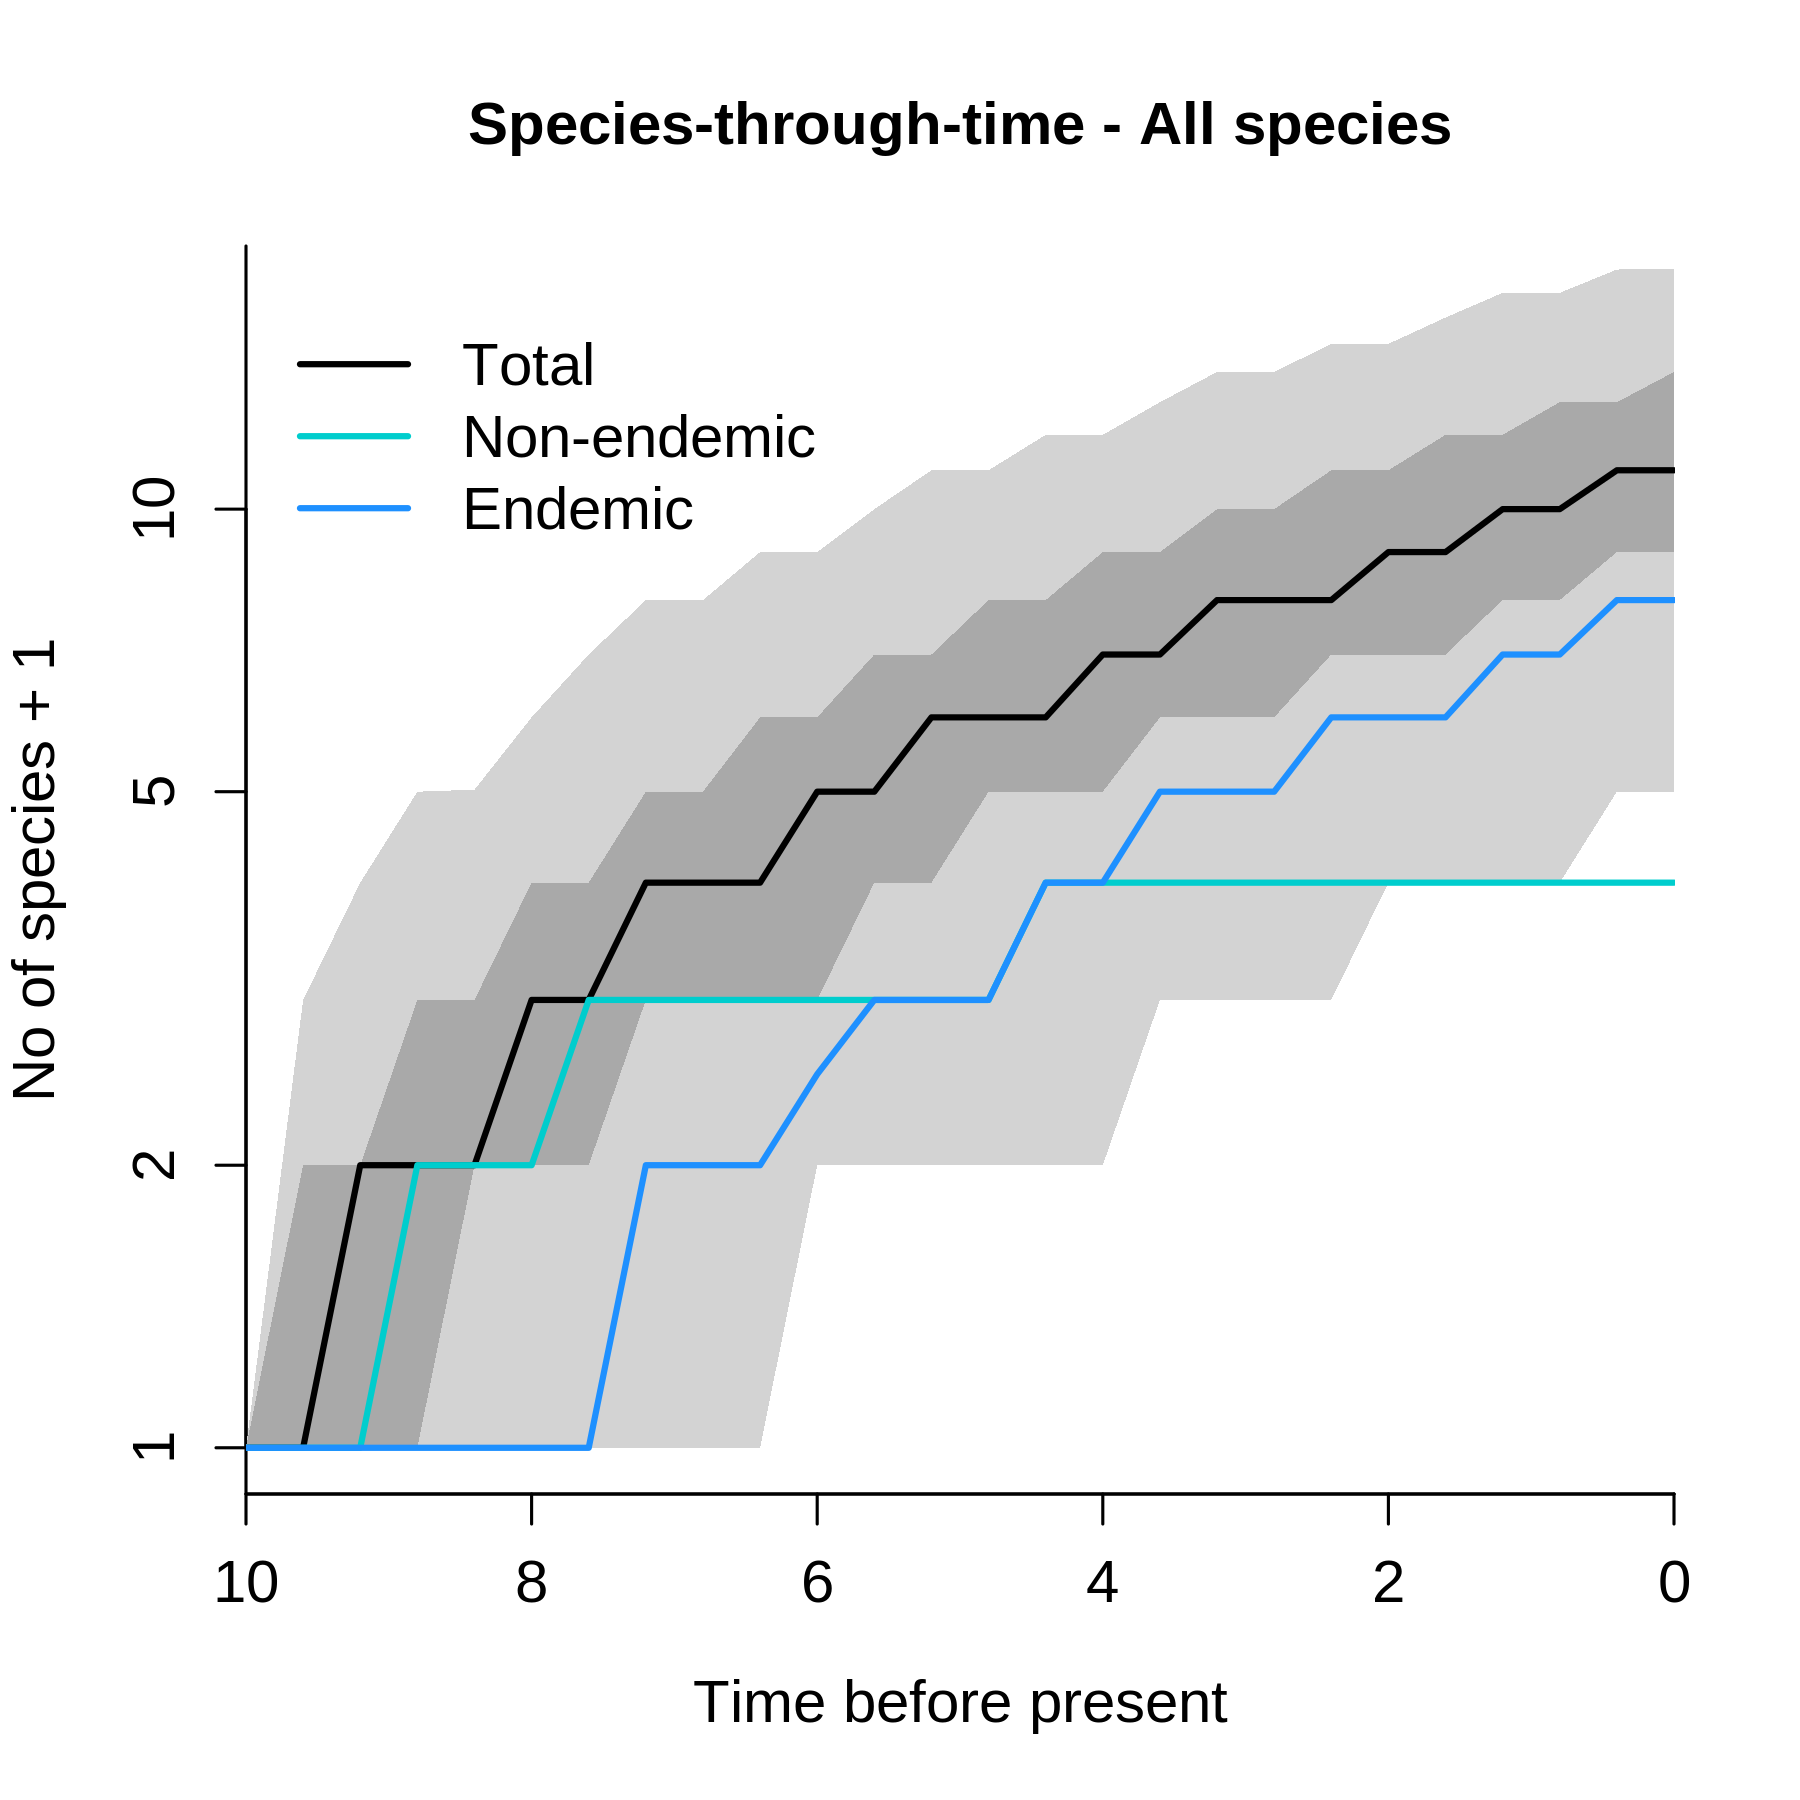 Species-through-time - All species
Total
Non-endemic
Endemic
No of species + 1
10
5
2
1
10 8 6 4 2 0
Time before present